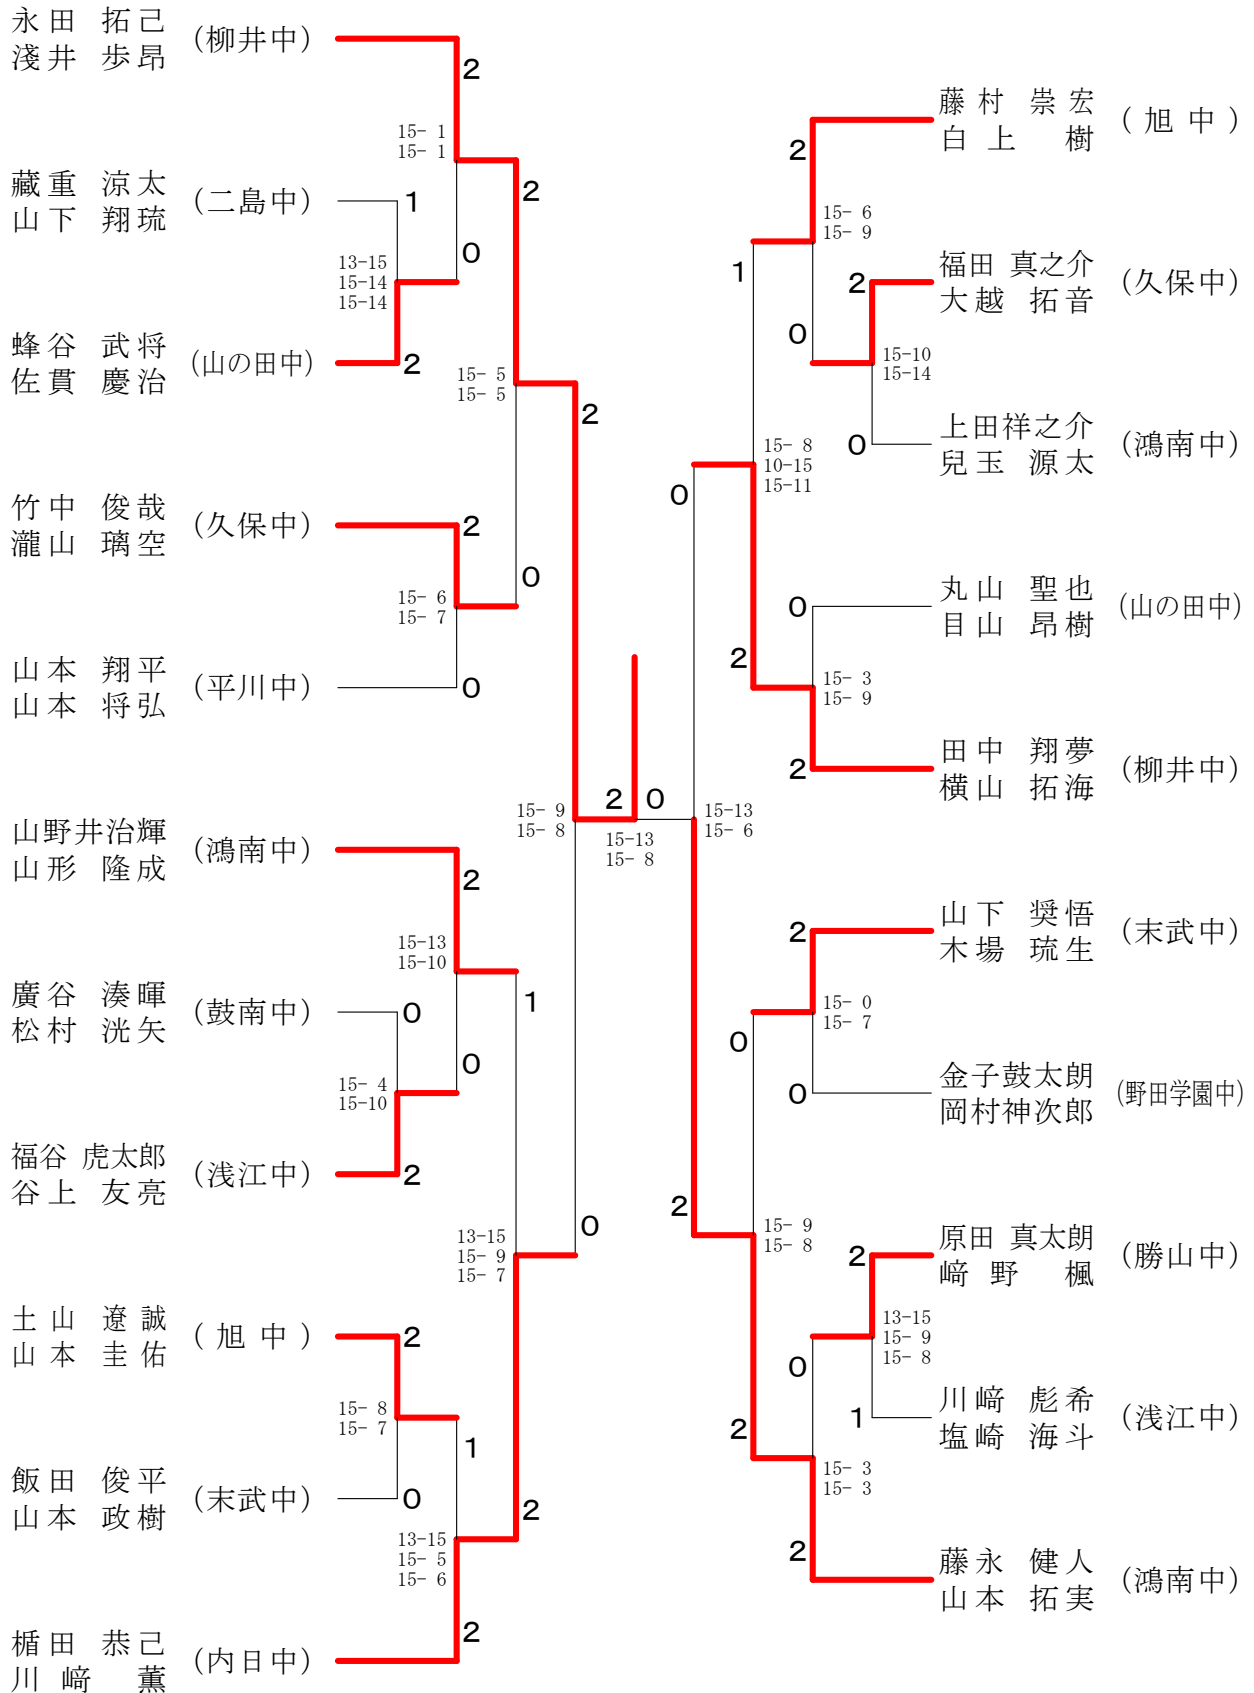 永田 拓己
淺井 歩昂
(柳井中)
2
15- 1
15- 1
藏重 涼太
山下 翔琉
(二島中)
1
2
0
13-15
15-14
15-14
蜂谷 武将
佐貫 慶治
(山の田中)
2
15- 5
15- 5
2
竹中 俊哉
瀧山 璃空
(久保中)
2
0
15- 6
15- 7
山本 翔平
山本 将弘
(平川中)
0
山野井治輝
山形 隆成
(鴻南中)
2
15- 9
15- 8
2
0
15-13
15- 8
15-13
15-10
1
廣谷 湊暉
松村 洸矢
(鼓南中)
0
0
15- 4
15-10
福谷 虎太郎
谷上 友亮
(浅江中)
2
0
13-15
15- 9
15- 7
土山 遼誠
山本 圭佑
(旭中)
2
15- 8
15- 7
1
飯田 俊平
山本 政樹
(末武中)
0
2
13-15
15- 5
15- 6
楯田 恭己
川﨑 薫
(内日中)
2
藤村 崇宏
白上 樹
(旭中)
2
15- 6
15- 9
1
福田 真之介
大越 拓音
(久保中)
2
0
15-10
15-14
上田祥之介
兒玉 源太
(鴻南中)
0
15- 8
10-15
15-11
0
丸山 聖也
目山 昂樹
(山の田中)
0
2
15- 3
15- 9
田中 翔夢
横山 拓海
(柳井中)
2
15-13
15- 6
山下 奨悟
木場 琉生
(末武中)
2
15- 0
15- 7
0
金子鼓太朗
岡村神次郎
(野田学園中)
0
2
15- 9
15- 8
原田 真太朗
﨑野 楓
(勝山中)
2
13-15
15- 9
15- 8
0
川﨑 彪希
塩崎 海斗
(浅江中)
1
2
15- 3
15- 3
藤永 健人
山本 拓実
(鴻南中)
2